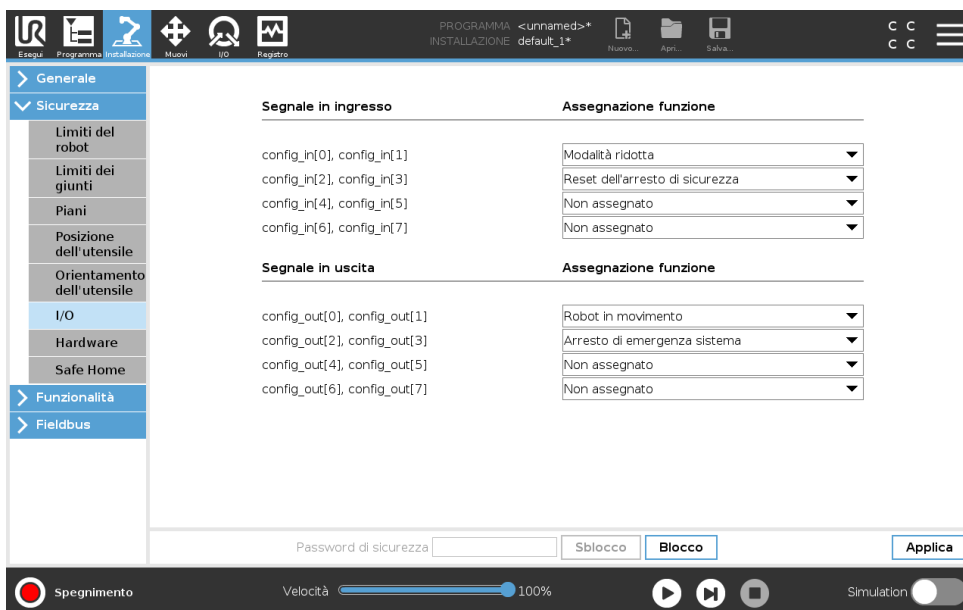 UR
PROGRAMMA <unnamed>*
INSTALLAZIONE default_1*
Esegui Programma Installazione Muovi I/O Registro
Nuovo... Apri... Salva...
C C
C C
Generale
Sicurezza
Limiti del
robot
Limiti dei
giunti
Piani
Posizione
dell'utensile
Orientamento
dell'utensile
I/O
Hardware
Safe Home
Funzionalità
Fieldbus
Segnale in ingresso Assegnazione funzione
config_in[0], config_in[1] Modalità ridotta
config_in[2], config_in[3] Reset dell'arresto di sicurezza
config_in[4], config_in[5] Non assegnato
config_in[6], config_in[7] Non assegnato
Segnale in uscita Assegnazione funzione
config_out[0], config_out[1] Robot in movimento
config_out[2], config_out[3] Arresto di emergenza sistema
config_out[4], config_out[5] Non assegnato
config_out[6], config_out[7] Non assegnato
Password di sicurezza Sblocco Blocco Applica
Spegnimento Velocità 100% Simulation